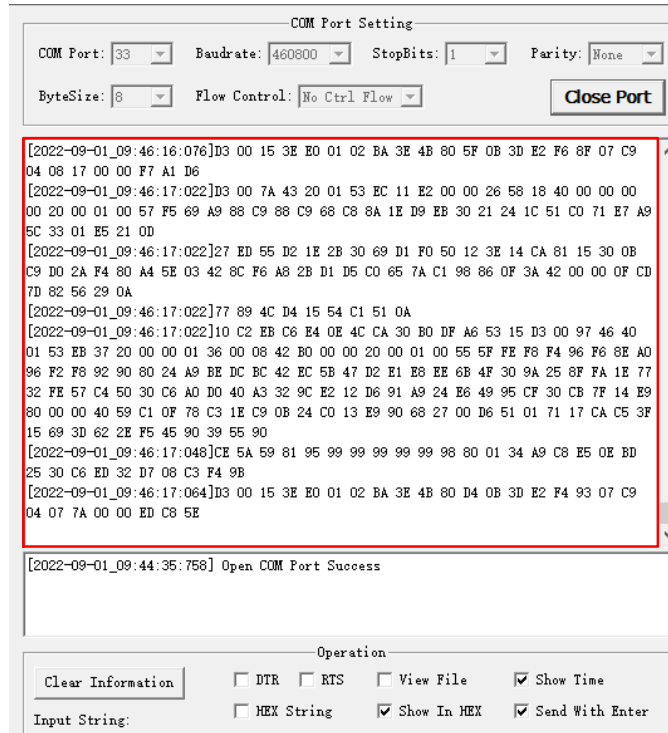 COM Port Setting
COM Port: 33 Baudrate: 460800 StopBits: 1 Parity: None
ByteSize: 8 Flow Control: No Ctrl Flow Close Port
[2022-09-01_09:46:16:076]D3 00 15 3E E0 01 02 BA 3E 4B 80 5F 0B 3D E2 F6 8F 07 C9
04 08 17 00 00 F7 A1 D6
[2022-09-01_09:46:17:022]D3 00 7A 43 20 01 53 EC 11 E2 00 00 26 58 18 40 00 00 00
00 20 00 01 00 57 F5 69 A9 88 C9 88 C9 68 C8 8A 1E D9 EB 30 21 24 1C 51 C0 71 E7 A9
5C 33 01 E5 21 0D
[2022-09-01_09:46:17:022]27 ED 55 D2 1E 2B 30 69 D1 F0 50 12 3E 14 CA 81 15 30 0B
C9 D0 2A F4 80 A4 5E 03 42 8C F6 A8 2B D1 D5 C0 65 7A C1 98 86 0F 3A 42 00 00 0F CD
7D 82 56 29 0A
[2022-09-01_09:46:17:022]77 89 4C D4 15 54 C1 51 0A
[2022-09-01_09:46:17:022]10 C2 EB C6 E4 0E 4C CA 30 B0 DF A6 53 15 D3 00 97 46 40
01 53 EB 37 20 00 00 01 36 00 08 42 B0 00 00 20 00 01 00 55 5F FE F8 F4 96 F6 8E A0
96 F2 F8 92 90 80 24 A9 BE DC BC 42 EC 5B 47 D2 E1 E8 EE 6B 4F 30 9A 25 8F FA 1E 77
32 FE 57 C4 50 30 C6 A0 D0 40 A3 32 9C E2 12 D6 91 A9 24 E6 49 95 CF 30 CB 7F 14 E9
80 00 00 40 59 C1 0F 78 C3 1E C9 0B 24 C0 13 E9 90 68 27 00 D6 51 01 71 17 CA C5 3F
15 69 3D 62 2E F5 45 90 39 55 90
[2022-09-01_09:46:17:048]CE 5A 59 81 95 99 99 99 99 99 98 80 01 34 A9 C8 E5 0E BD
25 30 C6 ED 32 D7 08 C3 F4 9B
[2022-09-01_09:46:17:064]D3 00 15 3E E0 01 02 BA 3E 4B 80 D4 0B 3D E2 F4 93 07 C9
04 07 7A 00 00 ED C8 5E
[2022-09-01_09:44:35:758] Open COM Port Success
Operation
Clear Information DTR RTS View File Show Time
Input String: HEX String Show In HEX Send With Enter